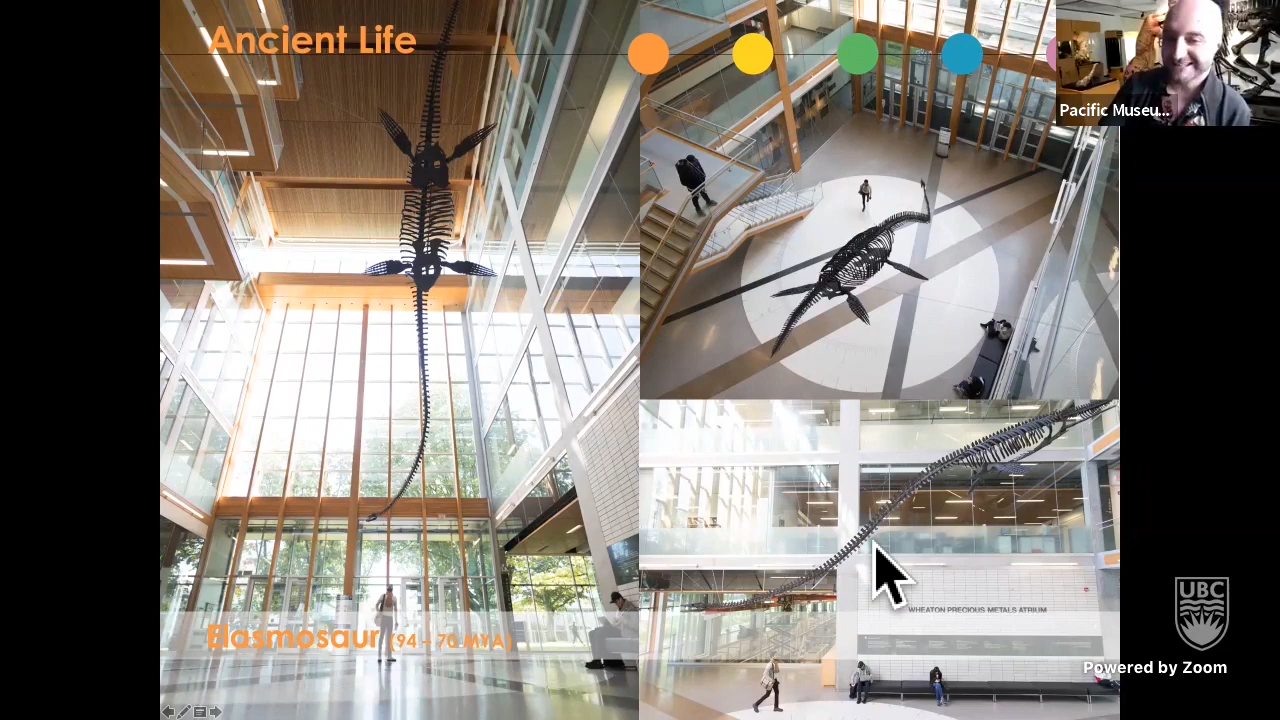 Ancient Life
Pacific Museu...
WHEATON PRECIOUS METALS ATRIUM
Elasmosaur (94 – 70 MYA)
UBC
Powered by Zoom